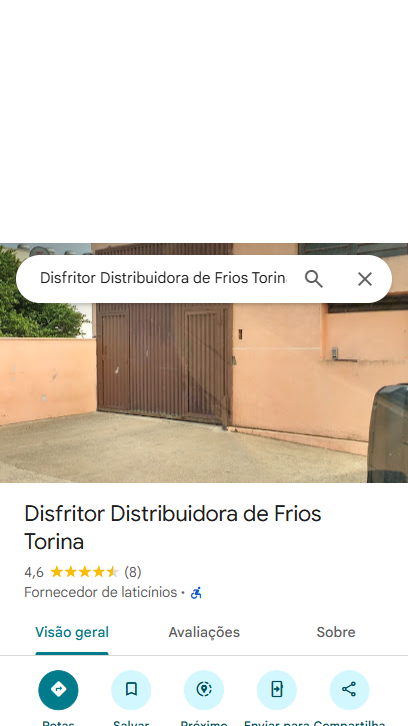 Disfritor Distribuidora de Frios Torin
Disfritor Distribuidora de Frios
Torina
4,6 (8)
Fornecedor de laticínios ·
Visão geral Avaliações Sobre
Rotas Salvar Próximo Enviar para Compartilha